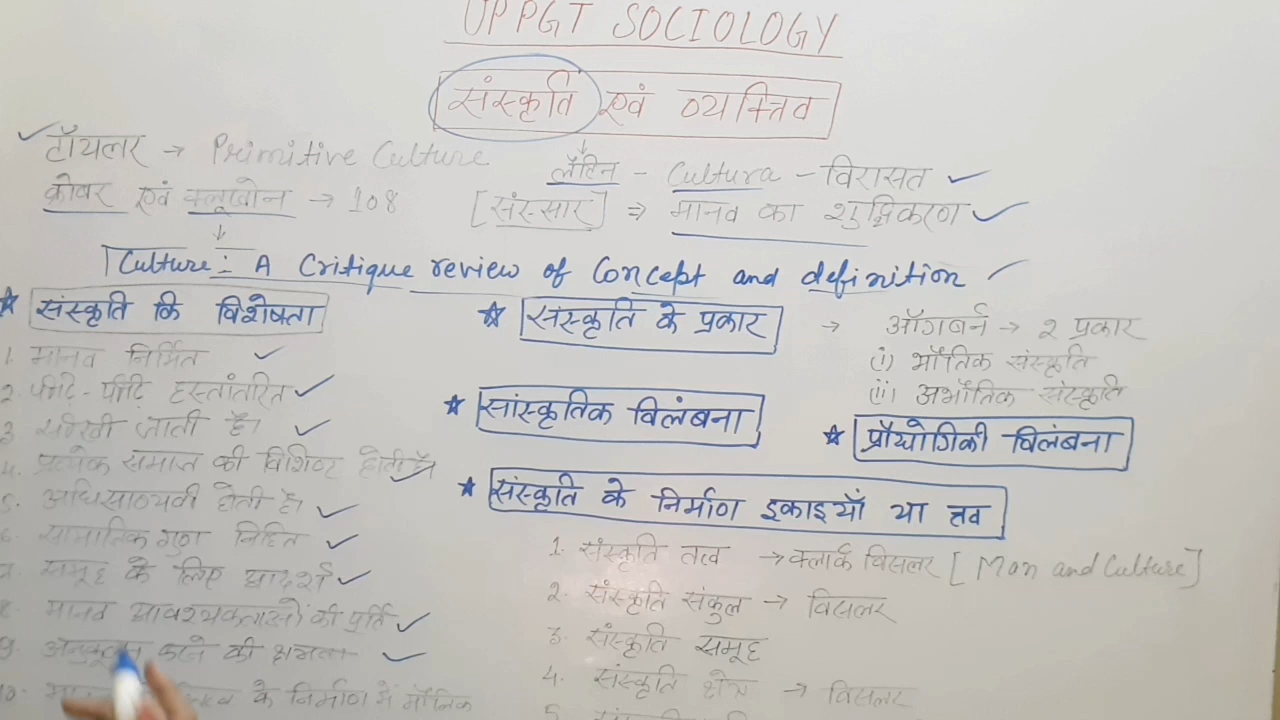 UPPGT SOCIOLOGY
संस्कृति एवं व्यक्तित्व
टॉयलर → Primitive Culture
क्रोबर एवं क्लूखोन → 108
लैटिन - Cultura - विरासत
[संस्सार] ⇒ मानव का शुद्धिकरण
Culture:- A Critique review of Concept and definition
संस्कृति कि विशेषता
1. मानव निर्मित
2. पीढ़ि-पीढ़ि हस्तांतरित
3. सीखी जाती है।
4. प्रत्येक समाज की विशिष्ट होती है
5. अधिसावयवी होती है।
6. सामाजिक गुण निहित
7. समूह के लिए आदर्श
8. मानव आवश्यकताओं की पूर्ति
9. अनुकूलन करने की क्षमता
10. के निर्माण में मौलिक
संस्कृति के प्रकार → ऑगबर्न → २ प्रकार
(i) भौतिक संस्कृति
(ii) अभौतिक संस्कृति
सांस्कृतिक विलंबना
प्रौद्योगिकी विलंबना
संस्कृति के निर्माण इकाइयाँ या तत्व
1. संस्कृति तत्व → क्लार्क विसलर [Man and Culture]
2. संस्कृति संकुल → विसलर
3. संस्कृति समूह
4. संस्कृति क्षेत्र → विसलर
5.